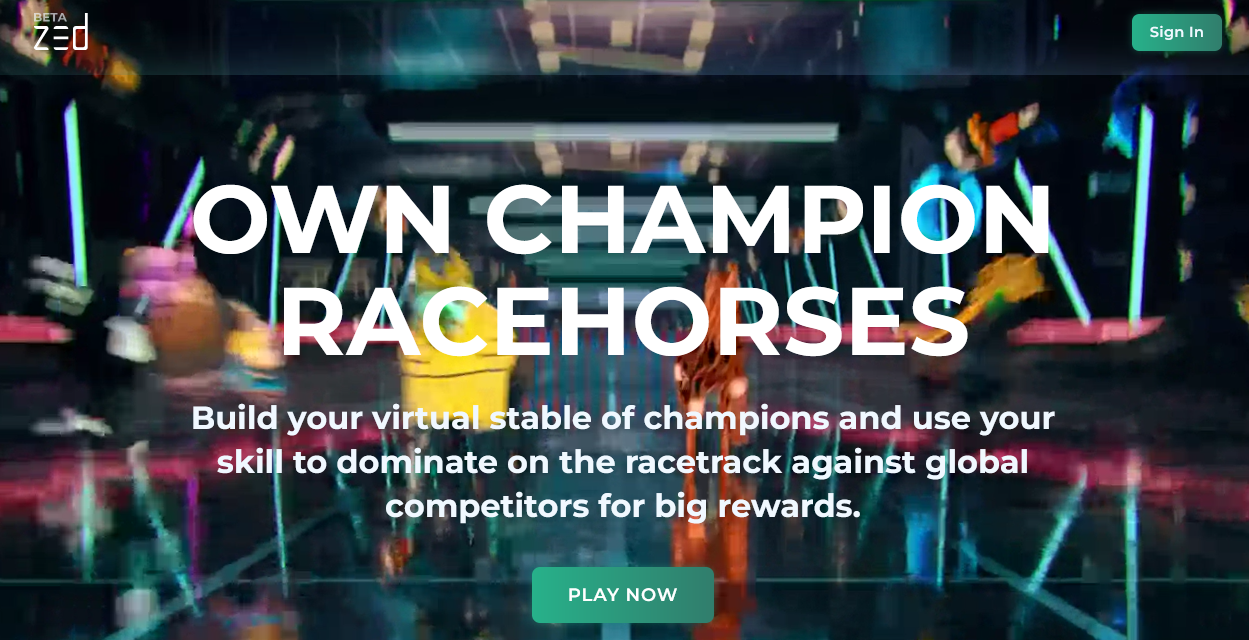 BETA
zed
Sign In
OWN CHAMPION
RACEHORSES
Build your virtual stable of champions and use your
skill to dominate on the racetrack against global
competitors for big rewards.
PLAY NOW